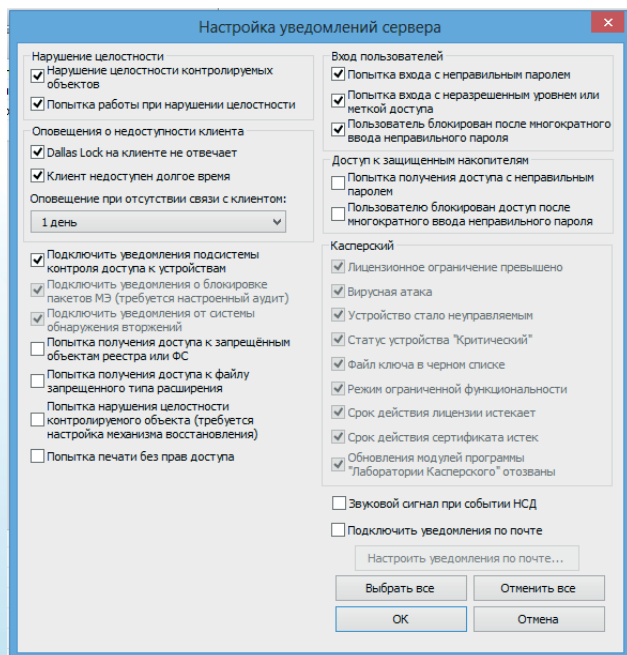 Настройка уведомлений сервера
Нарушение целостности
Нарушение целостности контролируемых
объектов
Попытка работы при нарушении целостности
Оповещения о недоступности клиента
Dallas Lock на клиенте не отвечает
Клиент недоступен долгое время
Оповещение при отсутствии связи с клиентом:
1 день
Подключить уведомления подсистемы
контроля доступа к устройствам
Подключить уведомления о блокировке
пакетов МЭ (требуется настроенный аудит)
Подключить уведомления от системы
обнаружения вторжений
Попытка получения доступа к запрещённым
объектам реестра или ФС
Попытка получения доступа к файлу
запрещенного типа расширения
Попытка нарушения целостности
контролируемого объекта (требуется
настройка механизма восстановления)
Попытка печати без прав доступа
Вход пользователей
Попытка входа с неправильным паролем
Попытка входа с неразрешенным уровнем или
меткой доступа
Пользователь блокирован после многократного
ввода неправильного пароля
Доступ к защищенным накопителям
Попытка получения доступа с неправильным
паролем
Пользователю блокирован доступ после
многократного ввода неправильного пароля
Касперский
Лицензионное ограничение превышено
Вирусная атака
Устройство стало неуправляемым
Статус устройства "Критический"
Файл ключа в черном списке
Режим ограниченной функциональности
Срок действия лицензии истекает
Срок действия сертификата истек
Обновления модулей программы
"Лаборатории Касперского" отозваны
Звуковой сигнал при событии НСД
Подключить уведомления по почте
Настроить уведомления по почте...
Выбрать все
Отменить все
OK
Отмена